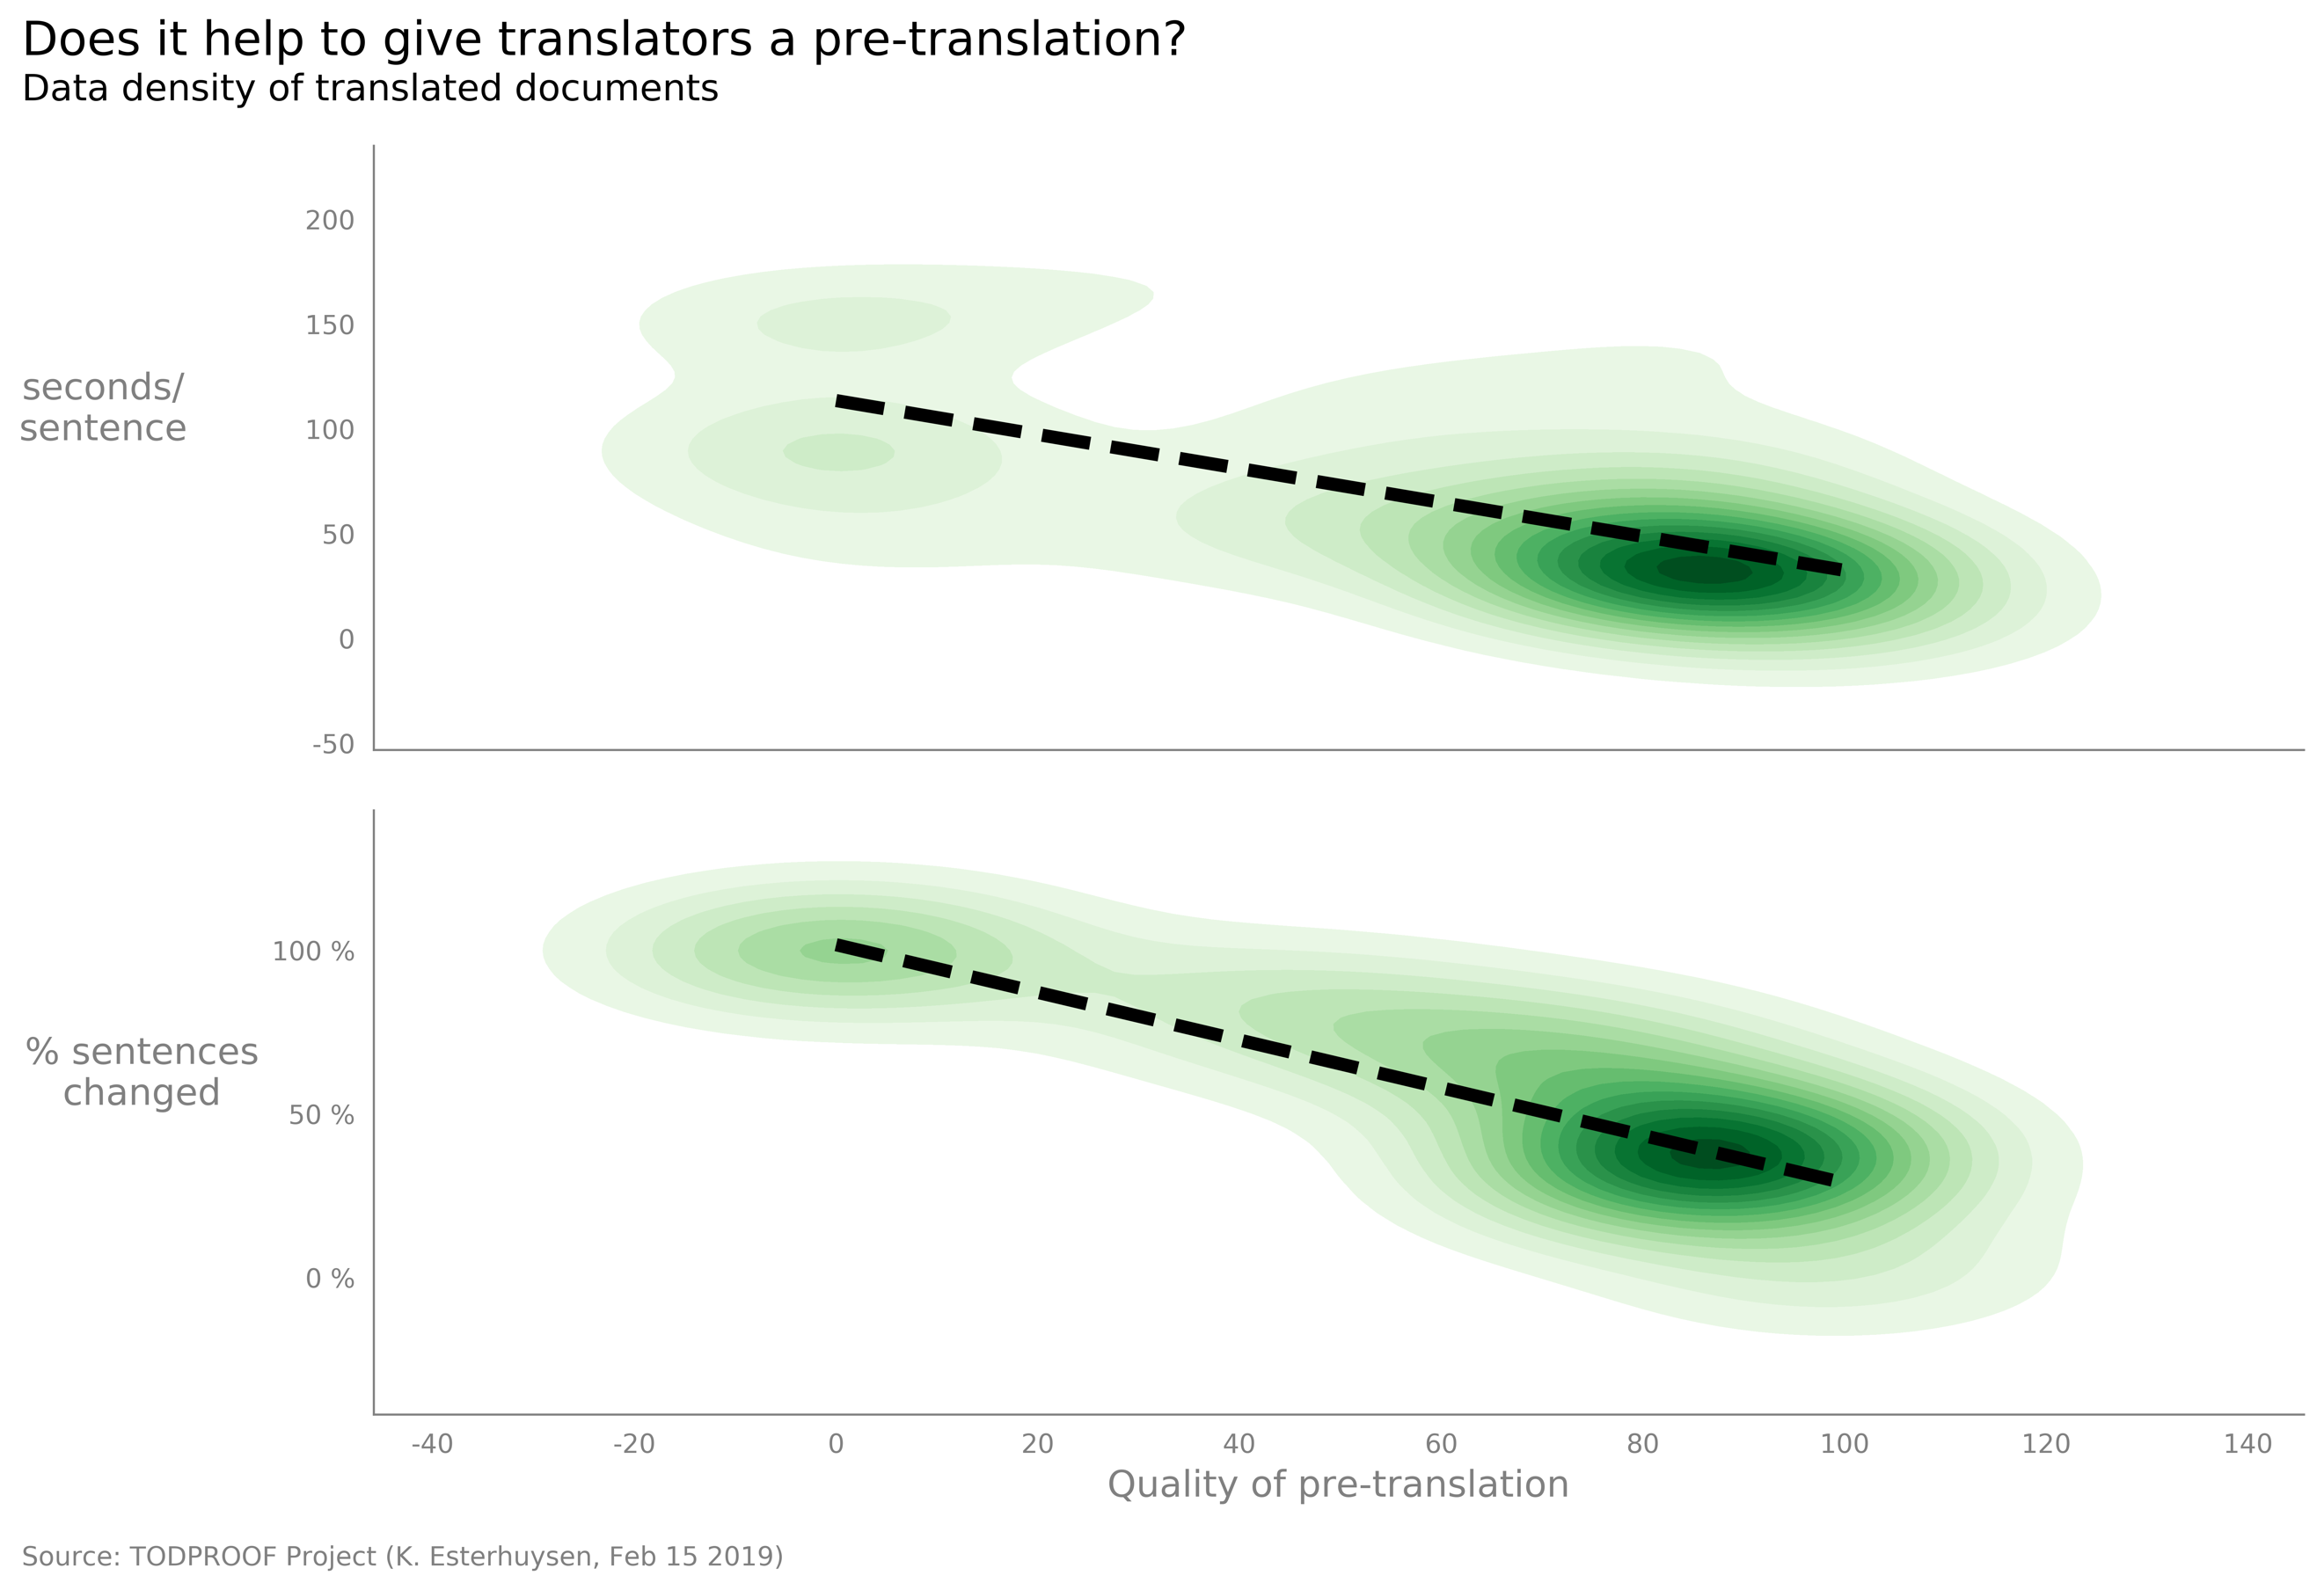 Does it help to give translators a pre-translation?
Data density of translated documents
200
150
100
50
0
-50
seconds/
sentence
100 %
50 %
0 %
% sentences
changed
-40 -20 0 20 40 60 80 100 120 140
Quality of pre-translation
Source: TODPROOF Project (K. Esterhuysen, Feb 15 2019)